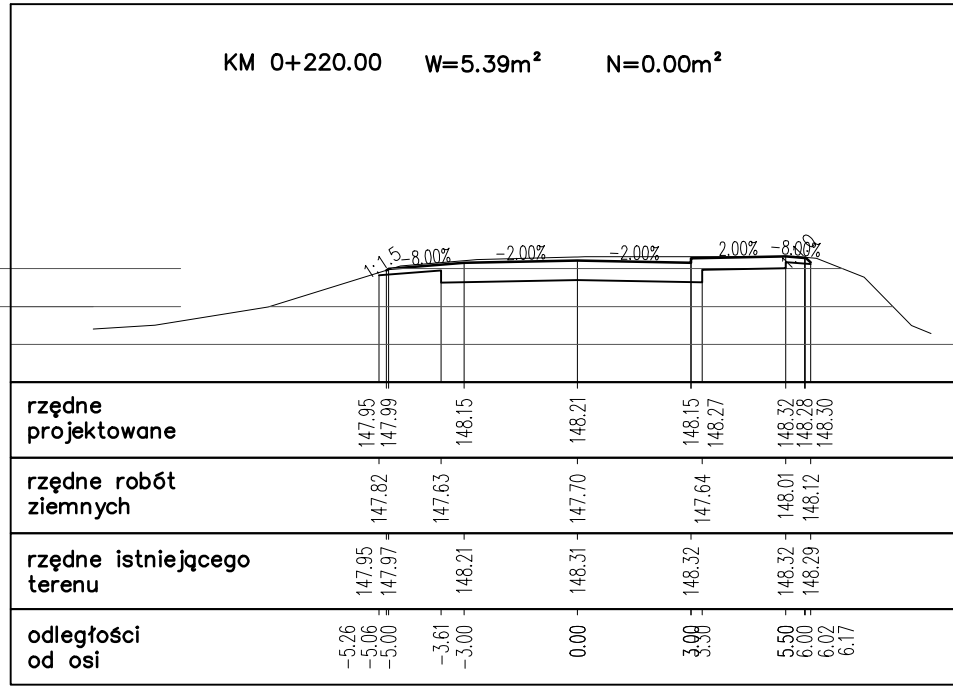 KM 0+220.00 W=5.39m² N=0.00m²
1:1.5 -8.00% -2.00% -2.00% 2.00% -8.00%
rzędne
projektowane
147.95 147.99 148.15 148.21 148.15 148.27 148.32 148.28 148.30
rzędne robót
ziemnych
147.82 147.63 147.70 147.64 148.01 148.12
rzędne istniejącego
terenu
147.95 147.97 148.21 148.31 148.32 148.32 148.29
odległości
od osi
-5.26 -5.06 -5.00 -3.61 -3.00 0.00 3.00 3.30 5.50 6.00 6.02 6.17